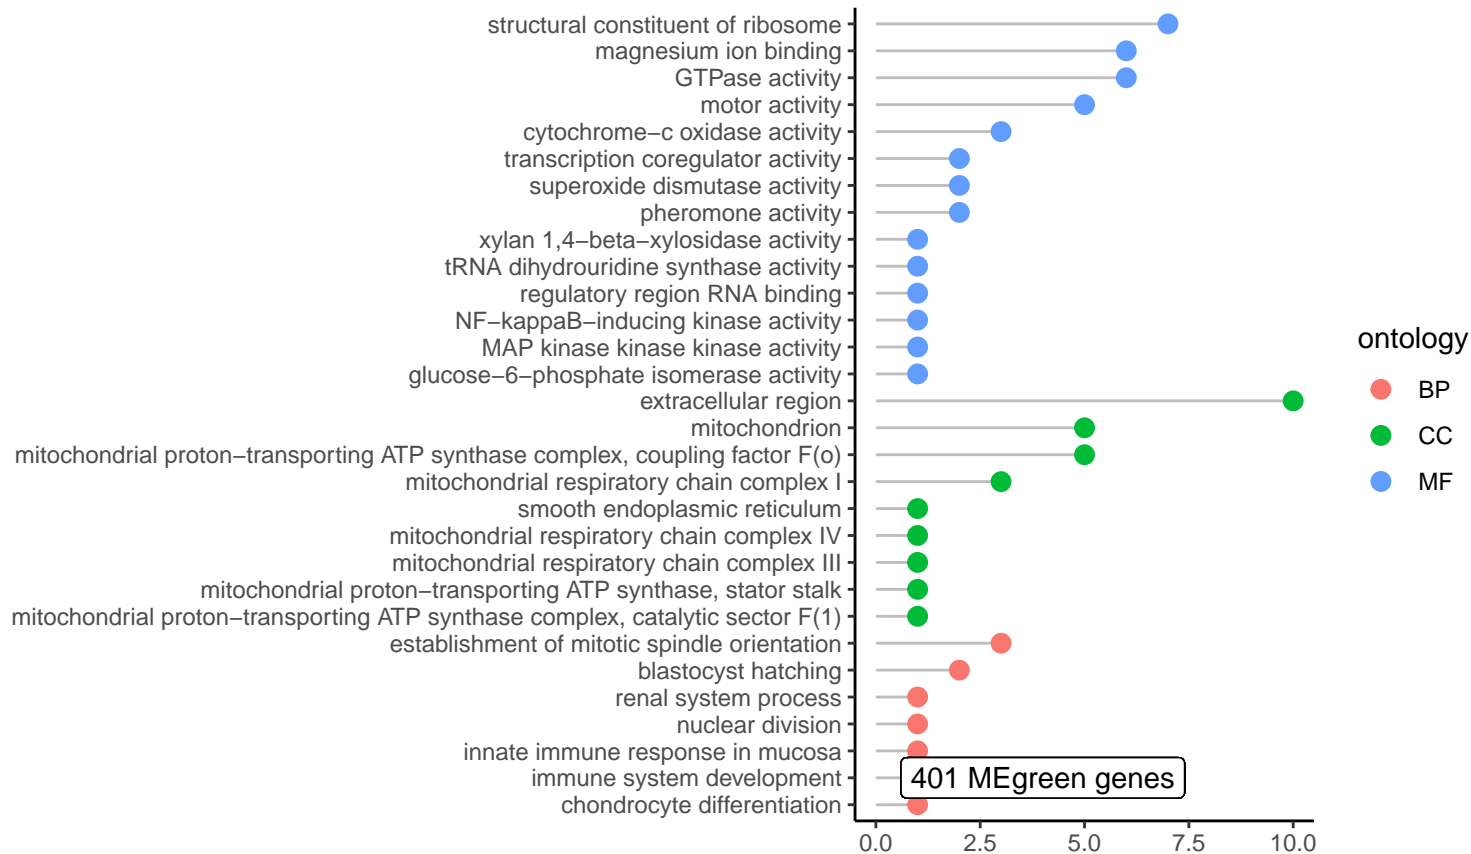 structural constituent of ribosome
magnesium ion binding
GTPase activity
motor activity
cytochrome−c oxidase activity
transcription coregulator activity
superoxide dismutase activity
pheromone activity
xylan 1,4−beta−xylosidase activity
tRNA dihydrouridine synthase activity
regulatory region RNA binding
NF−kappaB−inducing kinase activity
MAP kinase kinase kinase activity
glucose−6−phosphate isomerase activity
extracellular region
mitochondrion
mitochondrial proton−transporting ATP synthase complex, coupling factor F(o)
mitochondrial respiratory chain complex I
smooth endoplasmic reticulum
mitochondrial respiratory chain complex IV
mitochondrial respiratory chain complex III
mitochondrial proton−transporting ATP synthase, stator stalk
mitochondrial proton−transporting ATP synthase complex, catalytic sector F(1)
establishment of mitotic spindle orientation
blastocyst hatching
renal system process
nuclear division
innate immune response in mucosa
immune system development
chondrocyte differentiation
401 MEgreen genes
0.0 2.5 5.0 7.5 10.0
ontology
BP
CC
MF